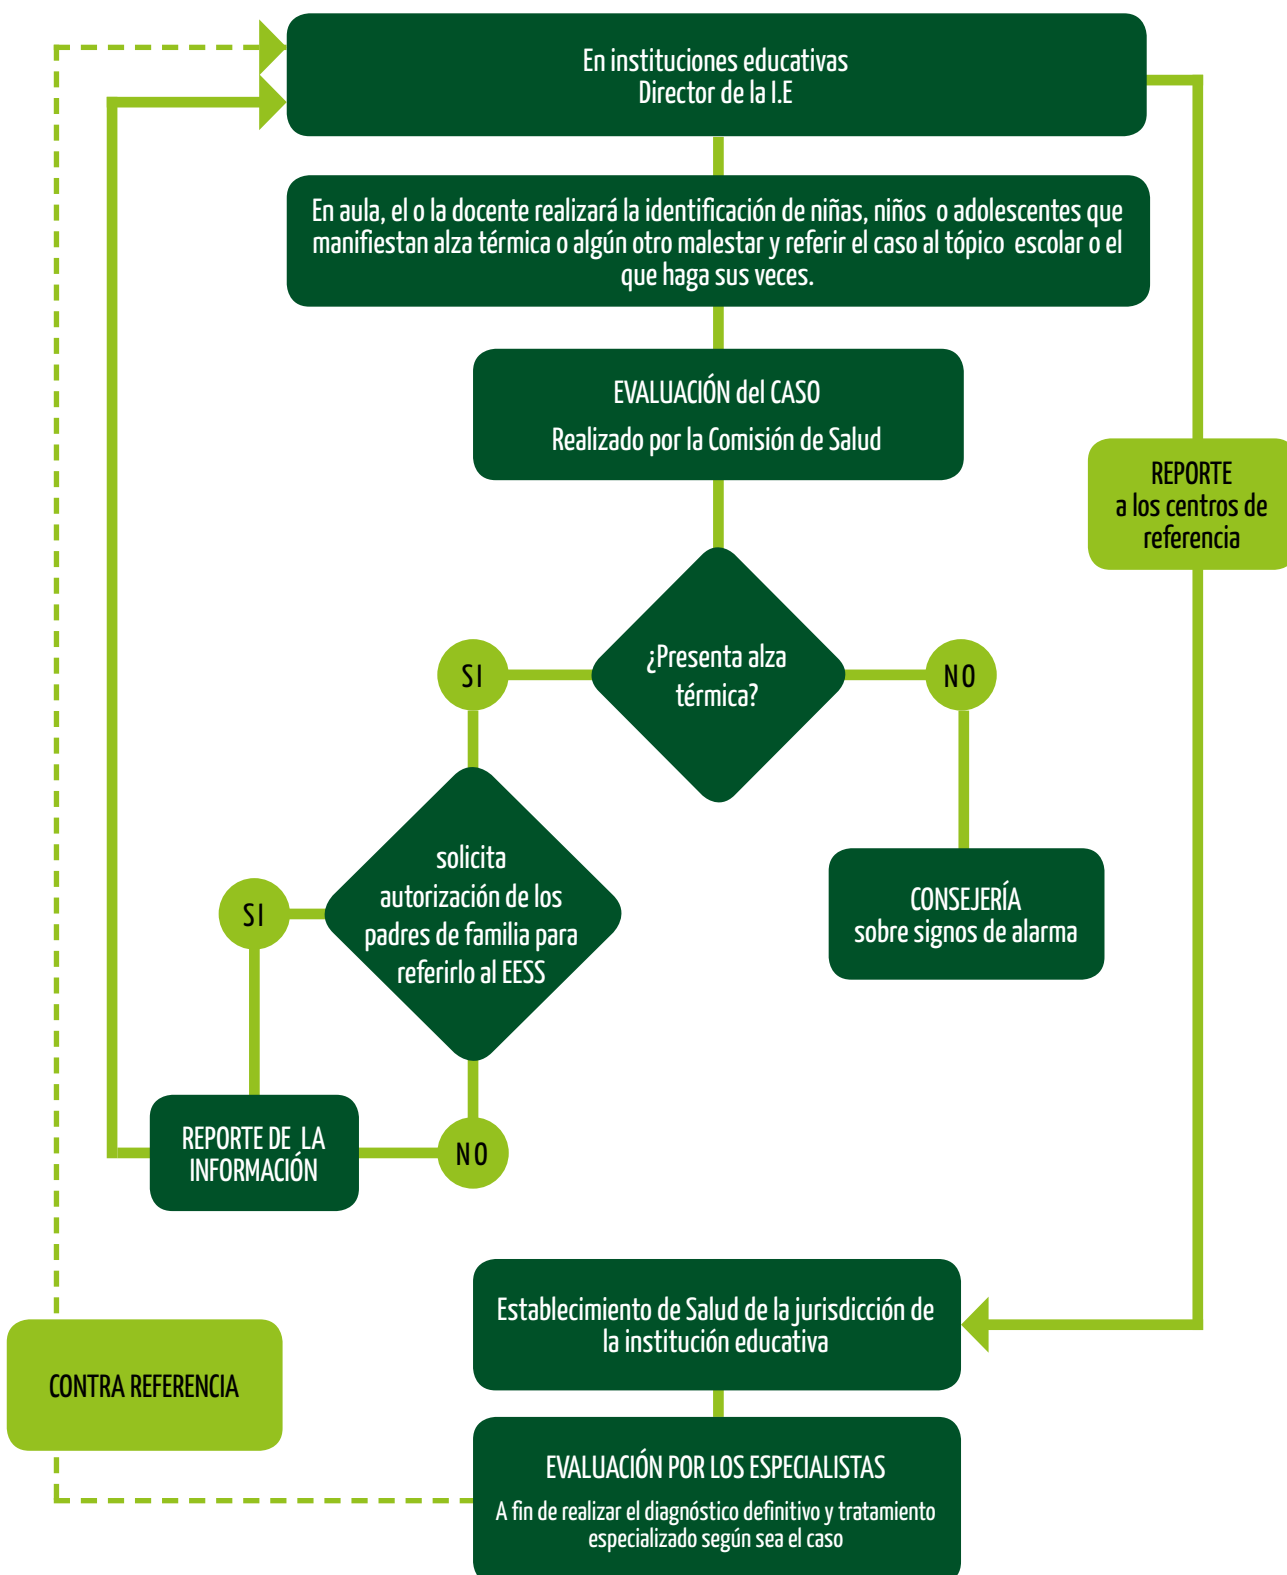 En instituciones educativas
Director de la I.E
En aula, el o la docente realizará la identificación de niñas, niños o adolescentes que
manifiestan alza térmica o algún otro malestar y referir el caso al tópico escolar o el
que haga sus veces.
EVALUACIÓN del CASO
Realizado por la Comisión de Salud
REPORTE
a los centros de
referencia
¿Presenta alza
térmica?
SI
NO
solicita
autorización de los
padres de familia para
referirlo al EESS
SI
CONSEJERÍA
sobre signos de alarma
REPORTE DE LA
INFORMACIÓN
NO
Establecimiento de Salud de la jurisdicción de
la institución educativa
CONTRA REFERENCIA
EVALUACIÓN POR LOS ESPECIALISTAS
A fin de realizar el diagnóstico definitivo y tratamiento
especializado según sea el caso